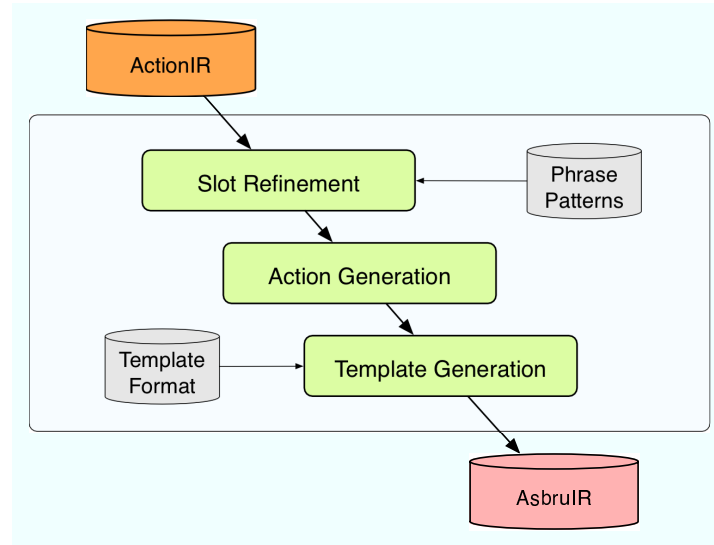 ActionIR
Slot Refinement
Phrase
Patterns
Action Generation
Template
Format
Template Generation
AsbruIR